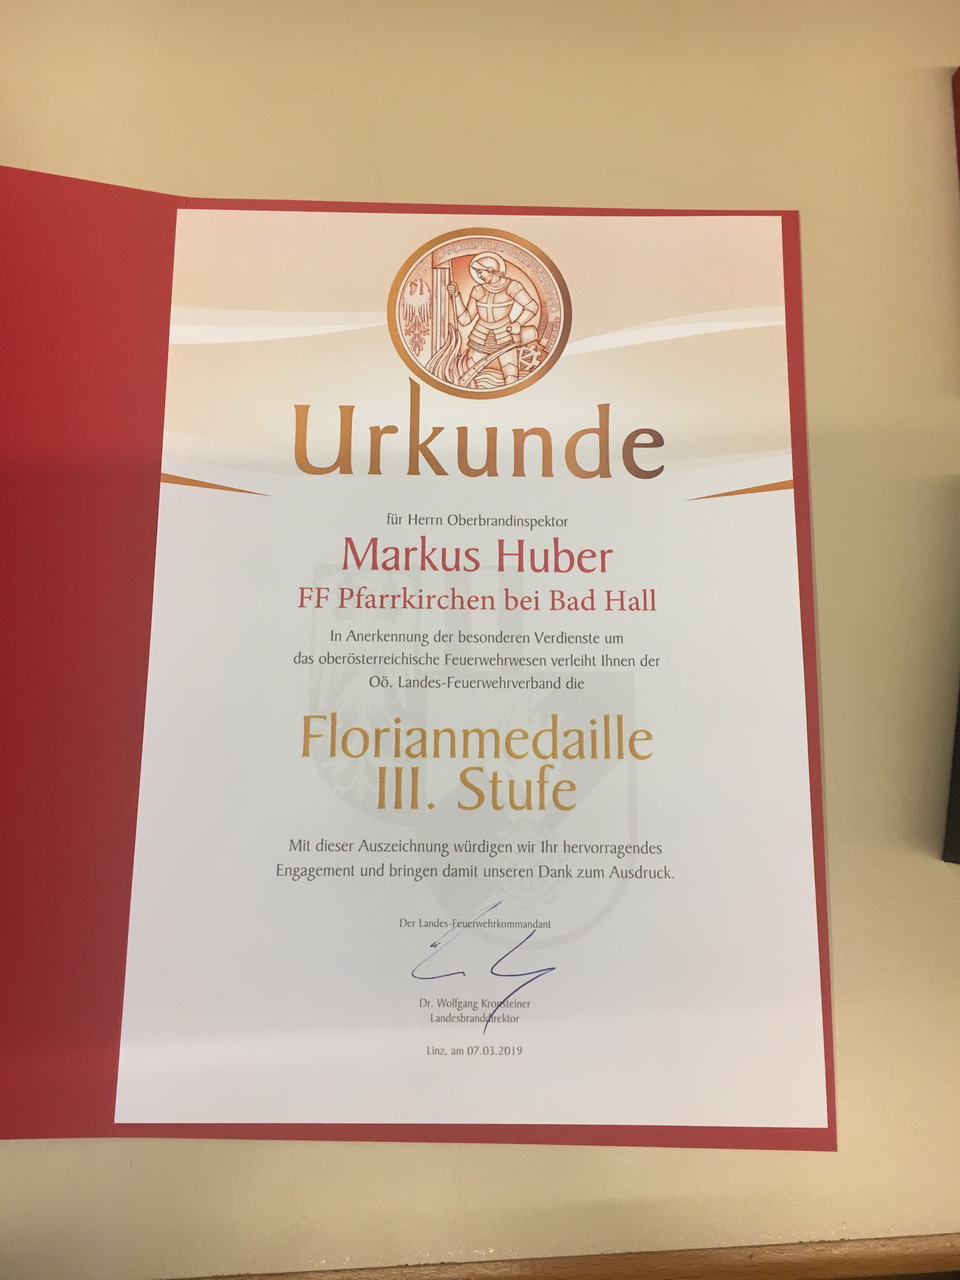 Urkunde
für Herrn Oberbrandinspektor
Markus Huber
FF Pfarrkirchen bei Bad Hall
In Anerkennung der besonderen Verdienste um
das oberösterreichische Feuerwehrwesen verleiht Ihnen der
Oö. Landes-Feuerwehrverband die
Florianmedaille
III. Stufe
Mit dieser Auszeichnung würdigen wir Ihr hervorragendes
Engagement und bringen damit unseren Dank zum Ausdruck.
Der Landes-Feuerwehrkommandant
Dr. Wolfgang Kronsteiner
Landesbranddirektor
Linz, am 07.03.2019